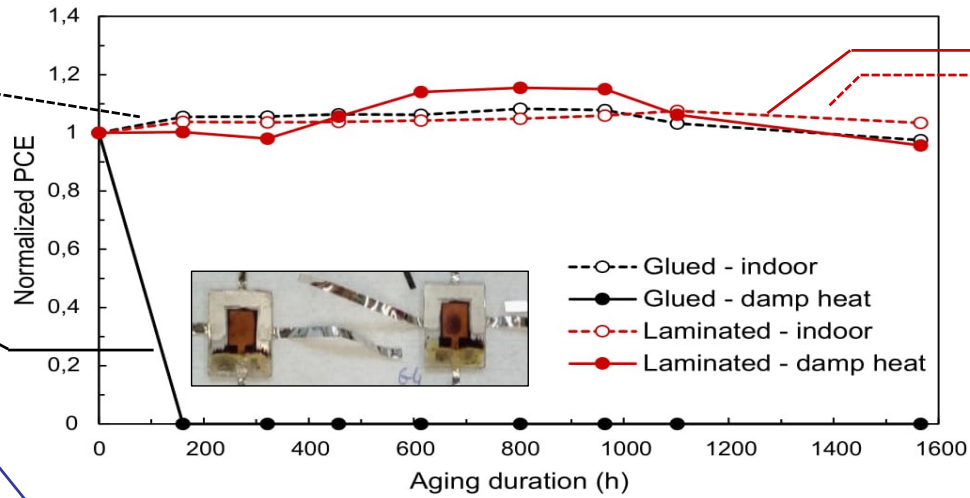 1,4
1,2
1
0,8
0,6
0,4
0,2
0
Normalized PCE
Glued - indoor
Glued - damp heat
Laminated - indoor
Laminated - damp heat
64
0 200 400 600 800 1000 1200 1400 1600
Aging duration (h)